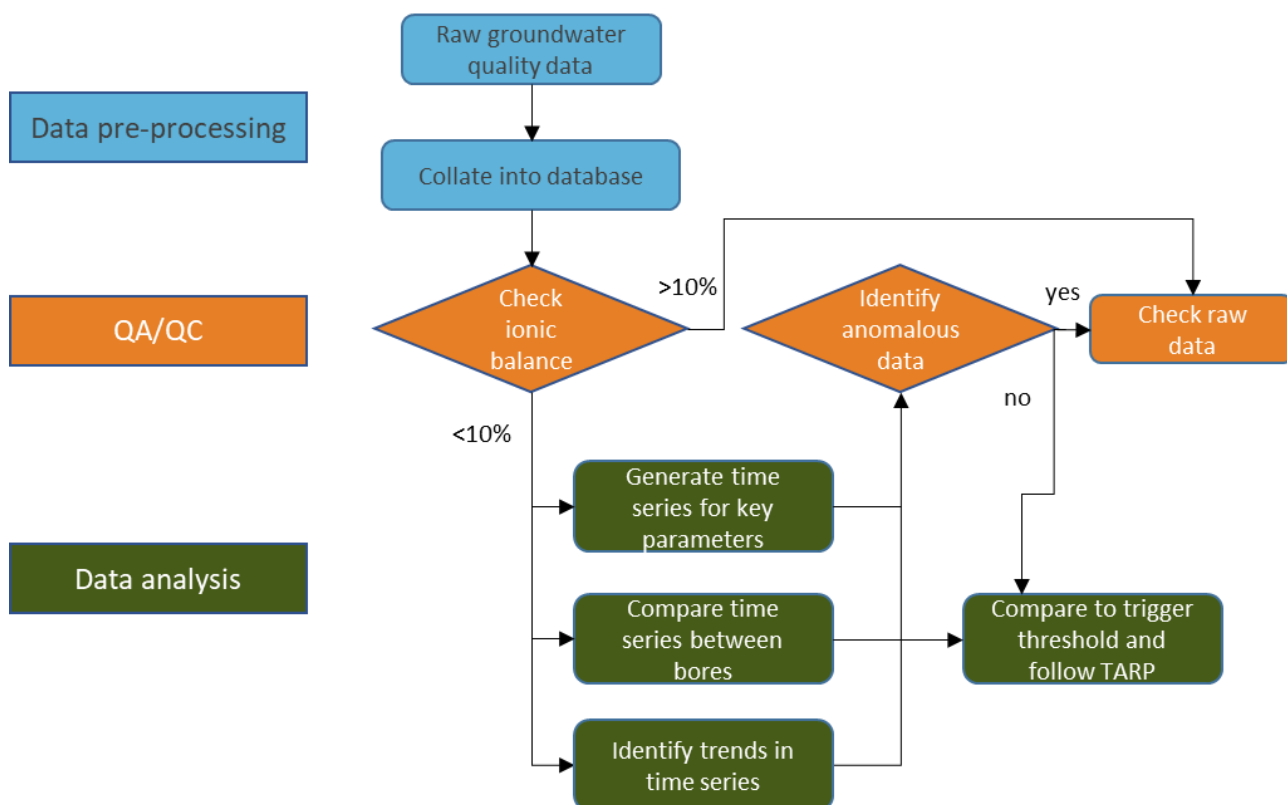 Raw groundwater
quality data
Data pre-processing
Collate into database
>10%
yes
Check
ionic
balance
Identify
anomalous
data
Check raw
data
QA/QC
no
<10%
Generate time
series for key
parameters
Data analysis
Compare time
series between
bores
Compare to trigger
threshold and
follow TARP
Identify trends in
time series